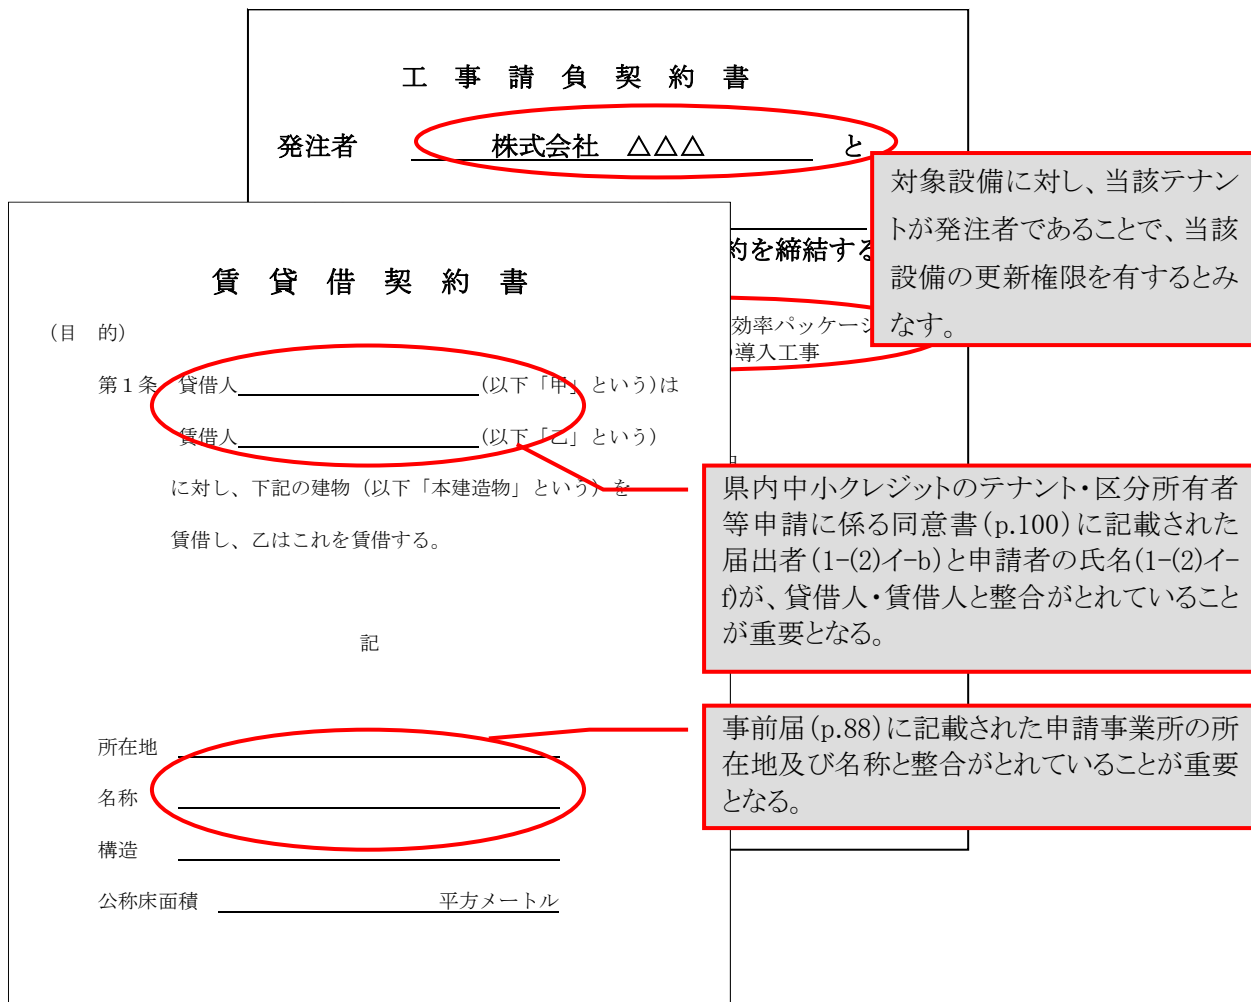 工 事 請 負 契 約 書
発注者 株式会社 △△△ と
約を締結する
効率パッケージ
導入工事
対象設備に対し、当該テナン
トが発注者であることで、当該
設備の更新権限を有するとみ
なす。
賃 貸 借 契 約 書
（目 的）
第１条 貸借人 (以下「甲」という)は
賃借人 (以下「乙」という)
に対し、下記の建物（以下「本建造物」という）を
賃借し、乙はこれを賃借する。
県内中小クレジットのテナント・区分所有者
等申請に係る同意書(p.100)に記載された
届出者(1-(2)イ-b)と申請者の氏名(1-(2)イ-
f)が、貸借人・賃借人と整合がとれていること
が重要となる。
記
事前届(p.88)に記載された申請事業所の所
在地及び名称と整合がとれていることが重要
となる。
所在地
名称
構造
公称床面積 平方メートル